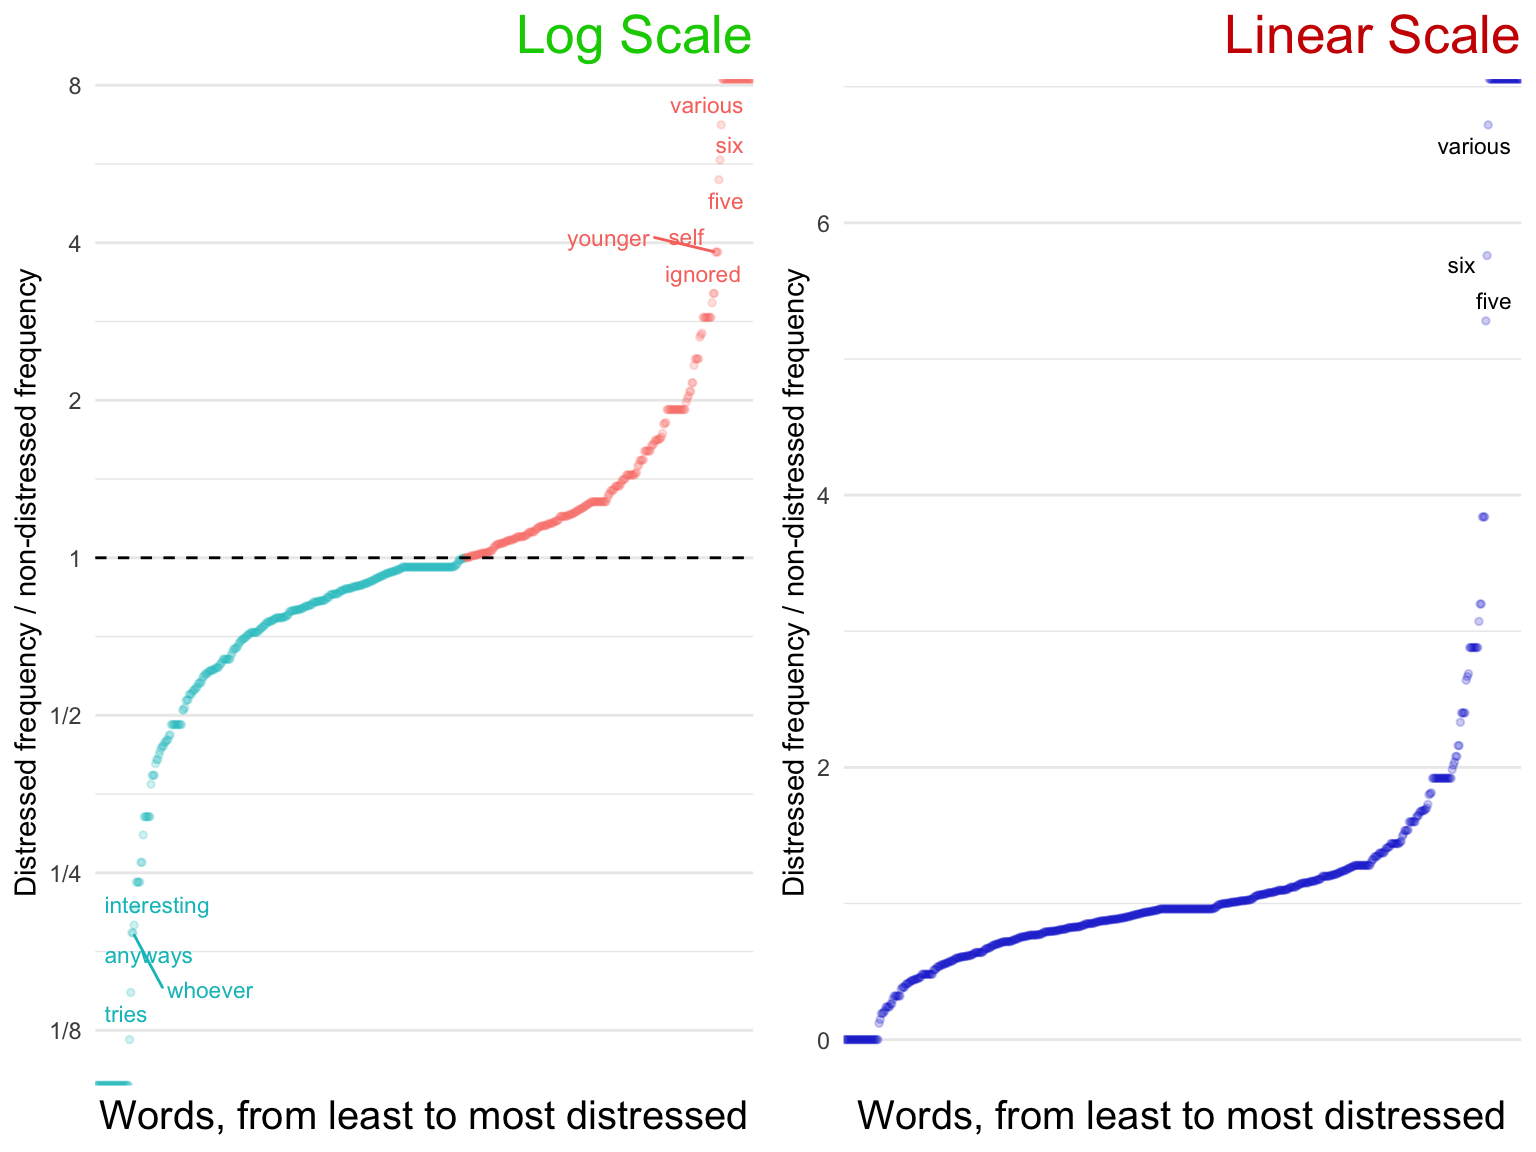 Log Scale
Distressed frequency / non-distressed frequency
8
4
2
1
1/2
1/4
1/8
various
six
five
younger
self
ignored
interesting
anyways
whoever
tries
Words, from least to most distressed
Linear Scale
Distressed frequency / non-distressed frequency
6
4
2
0
various
six
five
Words, from least to most distressed